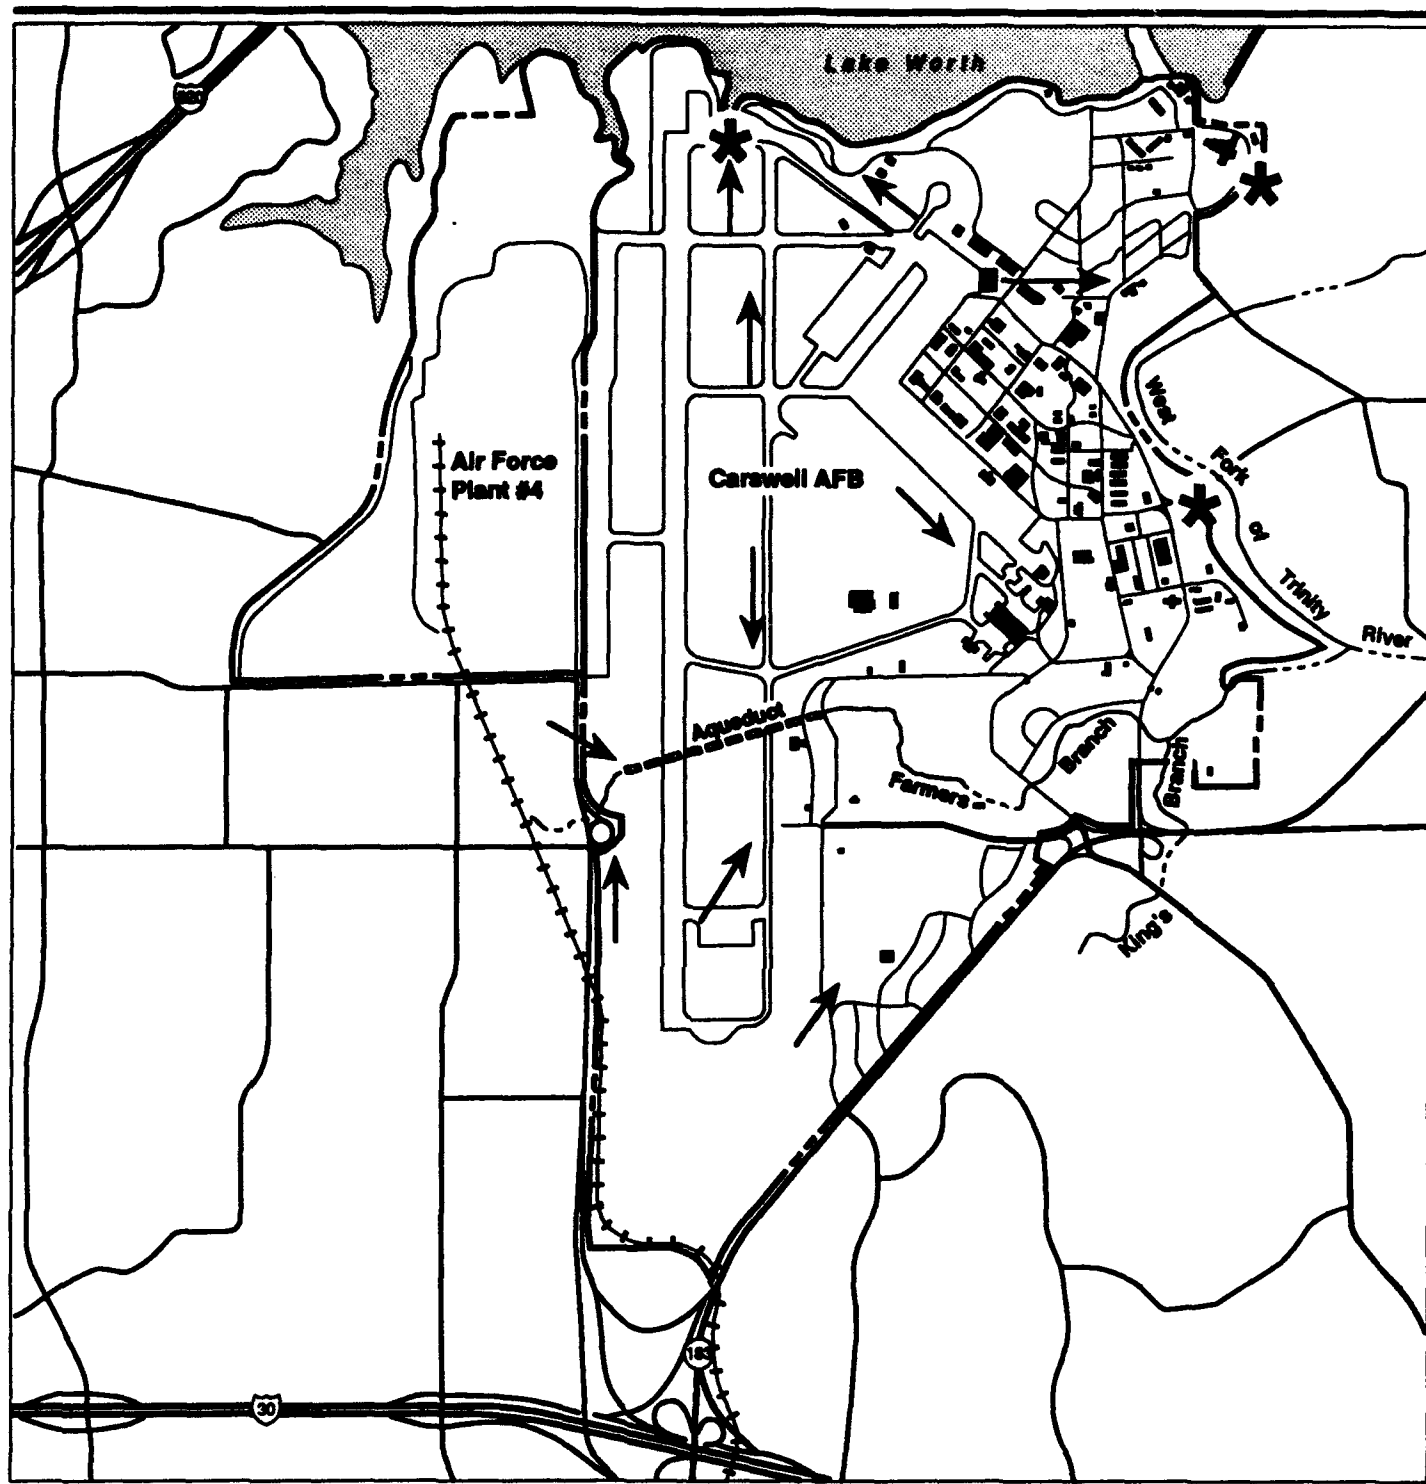 Lake Worth
820
Air Force
Plant #4
Carswell AFB
West
Fork
of
Trinity
River
Aqueduct
Farmers
Branch
Branch
King's
183
30